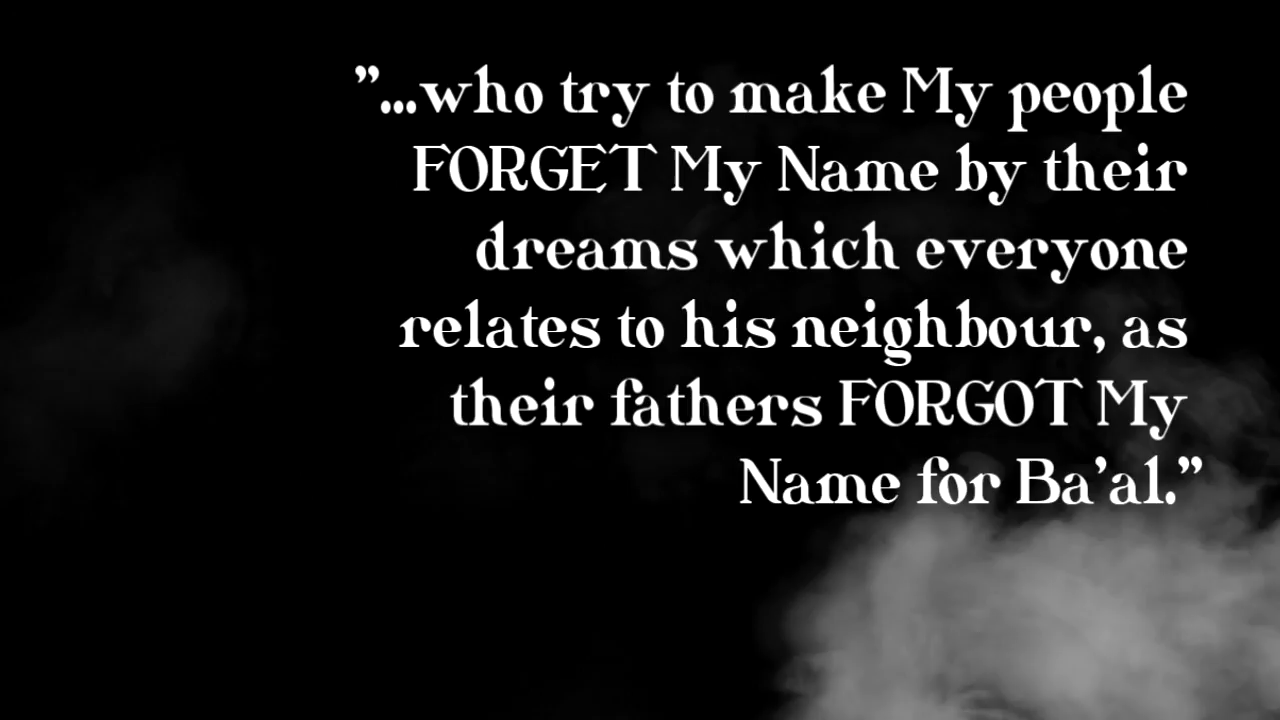 ”...who try to make My people
FORGET My Name by their
dreams which everyone
relates to his neighbour, as
their fathers FORGOT My
Name for Ba’al.”